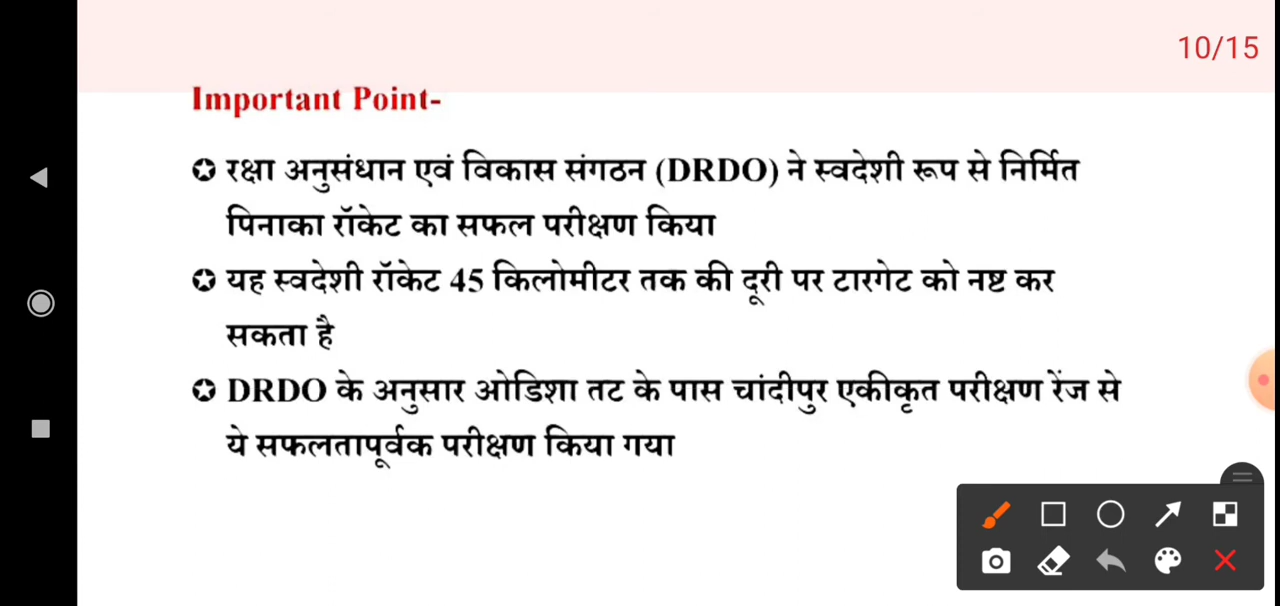 10/15
Important Point-
✪ रक्षा अनुसंधान एवं विकास संगठन (DRDO) ने स्वदेशी रूप से निर्मित
पिनाका रॉकेट का सफल परीक्षण किया
✪ यह स्वदेशी रॉकेट 45 किलोमीटर तक की दूरी पर टारगेट को नष्ट कर
सकता है
✪ DRDO के अनुसार ओडिशा तट के पास चांदीपुर एकीकृत परीक्षण रेंज से
ये सफलतापूर्वक परीक्षण किया गया